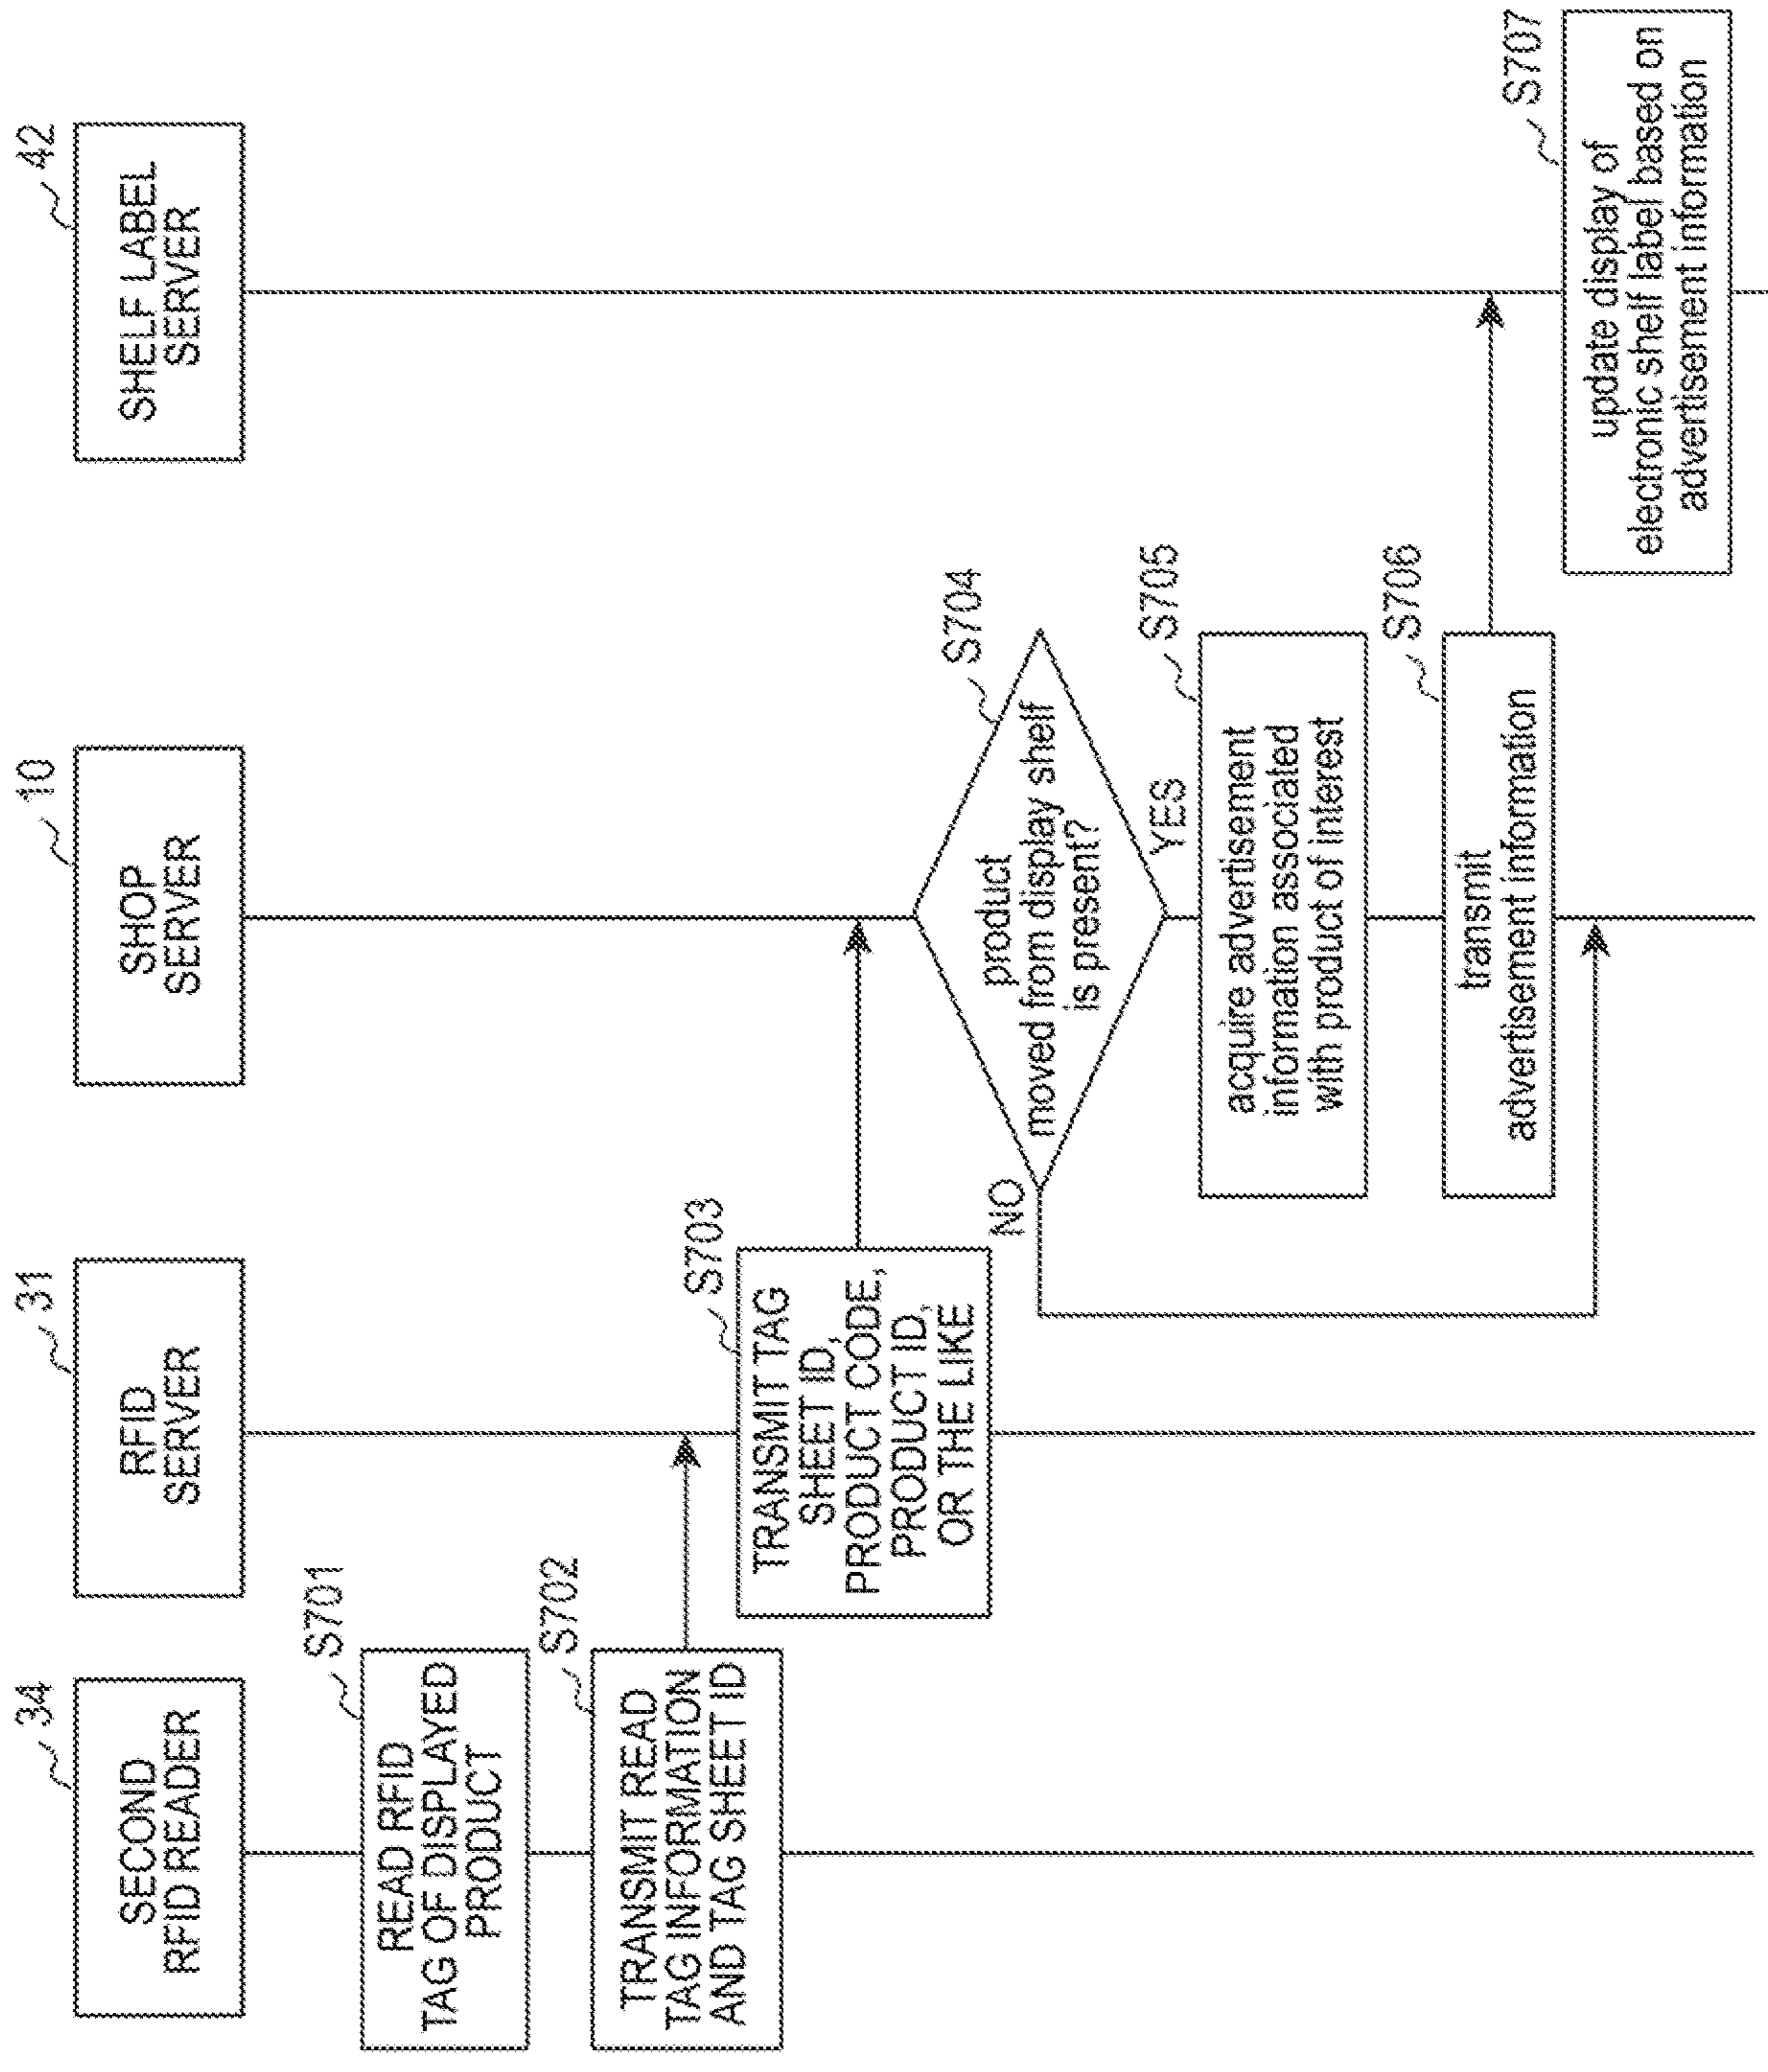 34
SECOND
RFID READER
31
RFID
SERVER
10
SHOP
SERVER
42
SHELF LABEL
SERVER
S701
READ RFID
TAG OF DISPLAYED
PRODUCT
S702
TRANSMIT READ
TAG INFORMATION
AND TAG SHEET ID
S703
TRANSMIT TAG
SHEET ID,
PRODUCT CODE,
PRODUCT ID,
OR THE LIKE
S704
product
moved from display shelf
is present?
NO
YES
S705
acquire advertisement
information associated
with product of interest
S706
transmit
advertisement information
S707
update display of
electronic shelf label based on
advertisement information